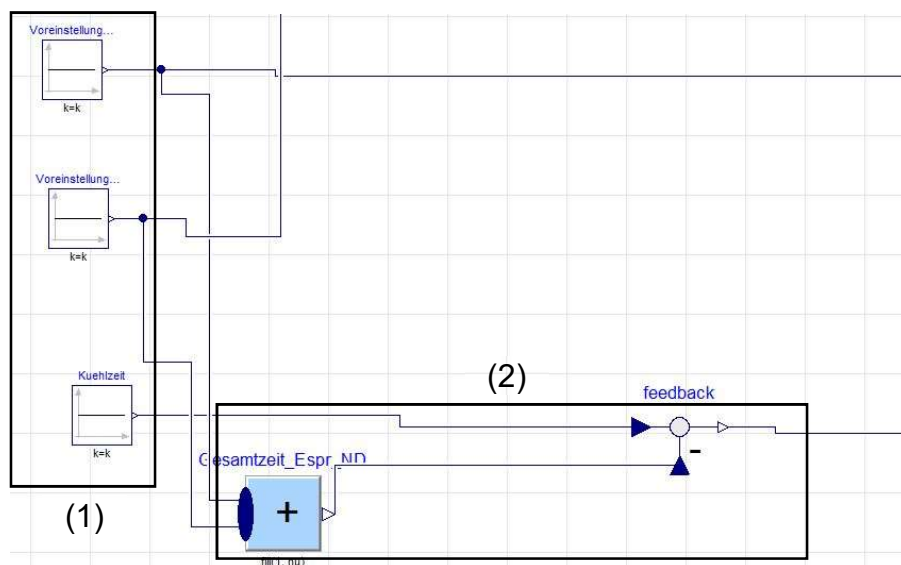 Voreinstellung...
k=k
Voreinstellung...
k=k
(2)
Kuehlzeit
feedback
k=k
-
Gesamtzeit_Espr_ND
+
(1)